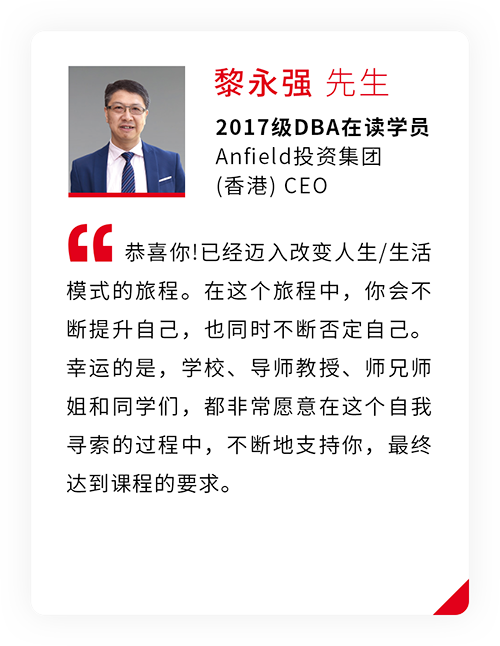 黎永强 先生
2017级DBA在读学员
Anfield投资集团
(香港) CEO
恭喜你!已经迈入改变人生/生活
模式的旅程。在这个旅程中，你会不
断提升自己，也同时不断否定自己。
幸运的是，学校、导师教授、师兄师
姐和同学们，都非常愿意在这个自我
寻索的过程中，不断地支持你，最终
达到课程的要求。